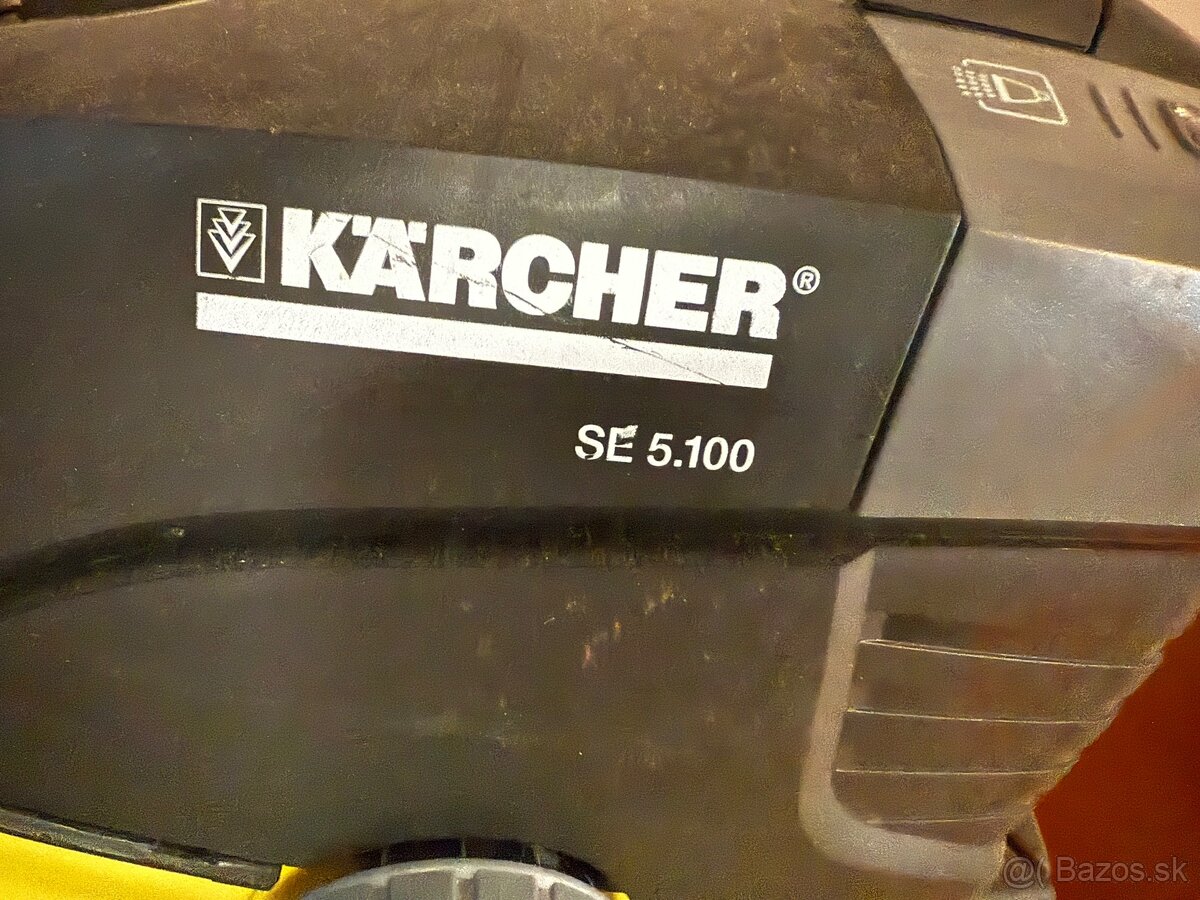 KÄRCHER®
SE 5.100
@( Bazos.sk